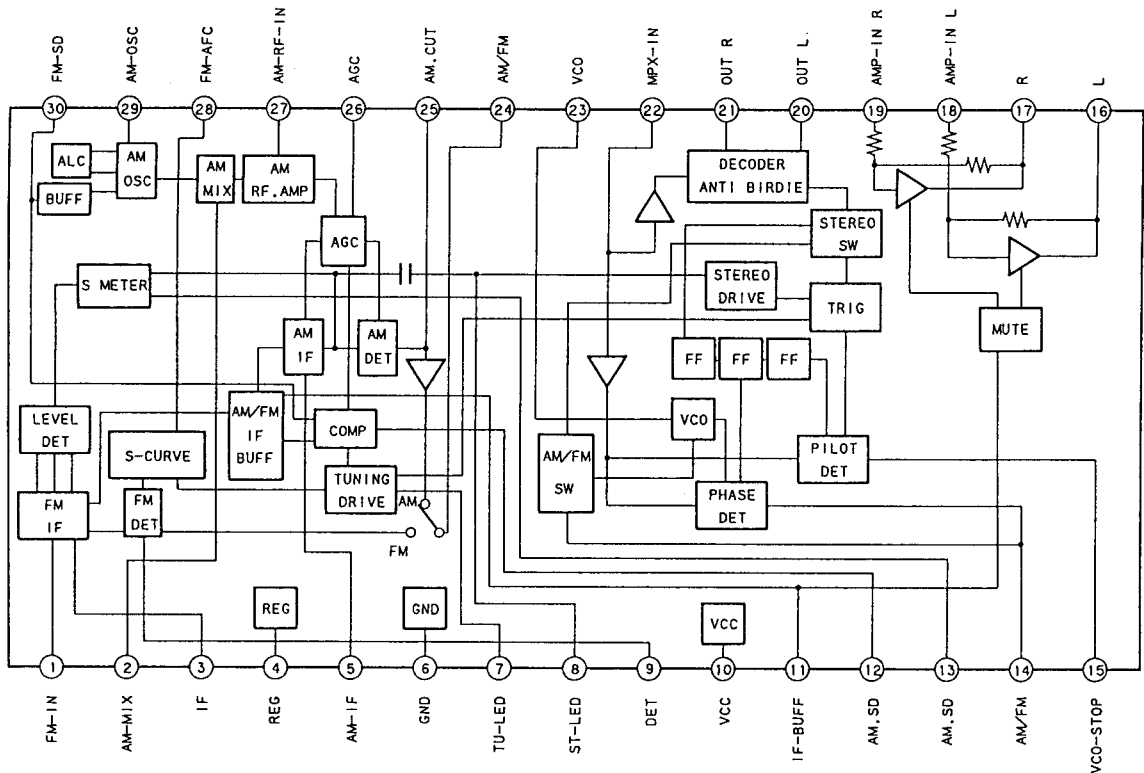 FM-SD
AM-OSC
FM-AFC
AM-RF-IN
AGC
AM.CUT
AM/FM
VCO
MPX-IN
OUT R
OUT L.
AMP-IN R
AMP-IN L
R
L
30
29
28
27
26
25
24
23
22
21
20
19
18
17
16
ALC
AM
OSC
BUFF
AM
MIX
AM
RF.AMP
DECODER
ANTI BIRDIE
AGC
STEREO
SW
S METER
STEREO
DRIVE
TRIG
MUTE
AM
IF
AM
DET
FF
FF
FF
LEVEL
DET
AM/FM
IF
BUFF
COMP
VCO
S-CURVE
AM/FM
SW
PILOT
DET
TUNING
DRIVE
FM
IF
FM
DET
AM
PHASE
DET
FM
REG
GND
VCC
1
2
3
4
5
6
7
8
9
10
11
12
13
14
15
FM-IN
AM-MIX
IF
REG
AM-IF
GND
TU-LED
ST-LED
DET
VCC
IF-BUFF
AM.SD
AM.SD
AM/FM
VCO-STOP